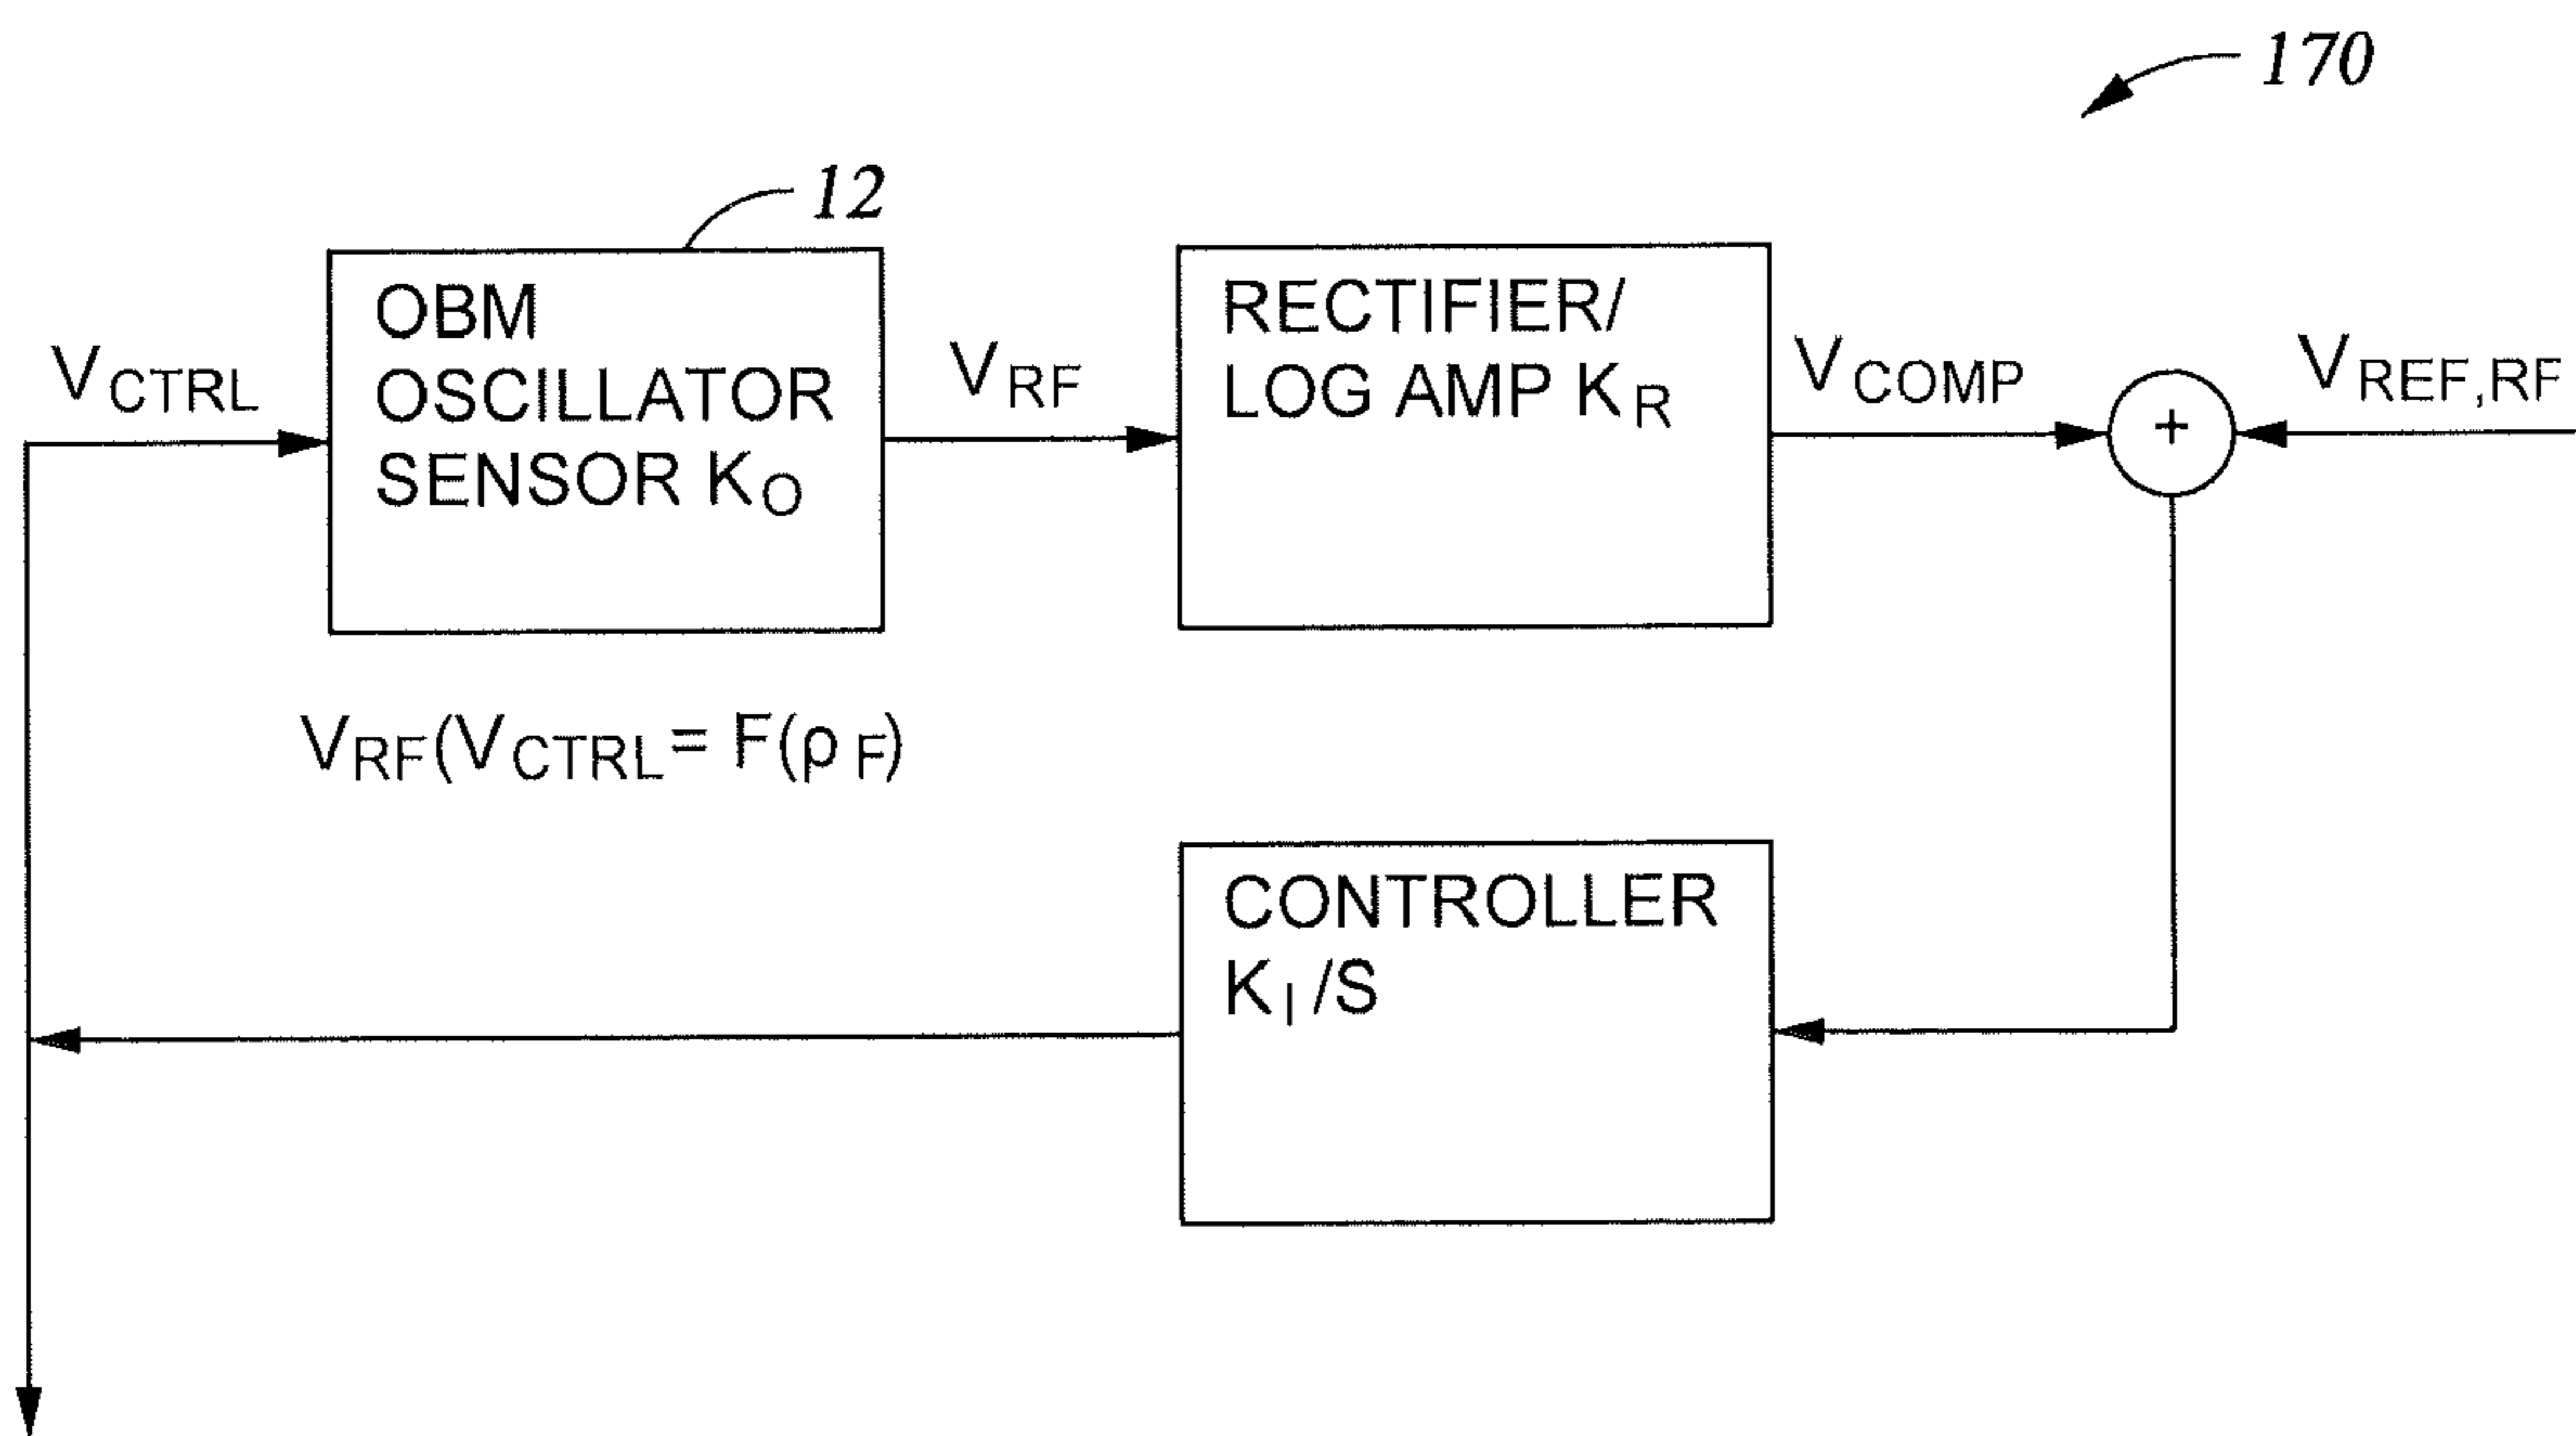 170
12
OBM
OSCILLATOR
SENSOR KO
RECTIFIER/
LOG AMP KR
VCTRL
VRF
VCOMP
+
VREF,RF
VRF(VCTRL= F(ρF)
CONTROLLER
KI/S